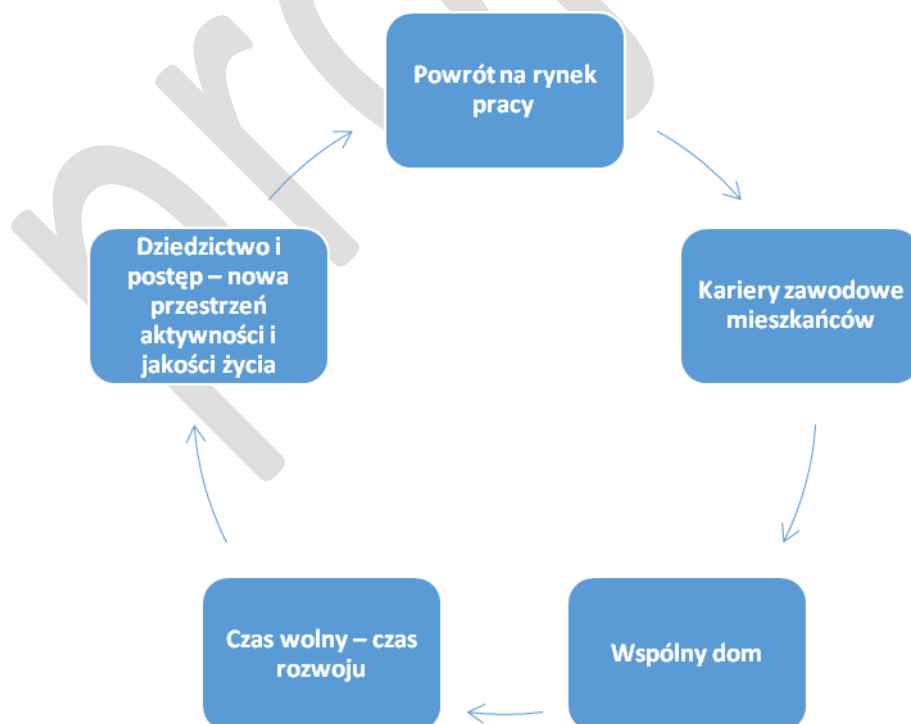 Powrót na rynek
pracy
Kariery zawodowe
mieszkańców
Wspólny dom
Czas wolny – czas
rozwoju
Dziedzictwo i
postęp – nowa
przestrzeń
aktywności i
jakości życia